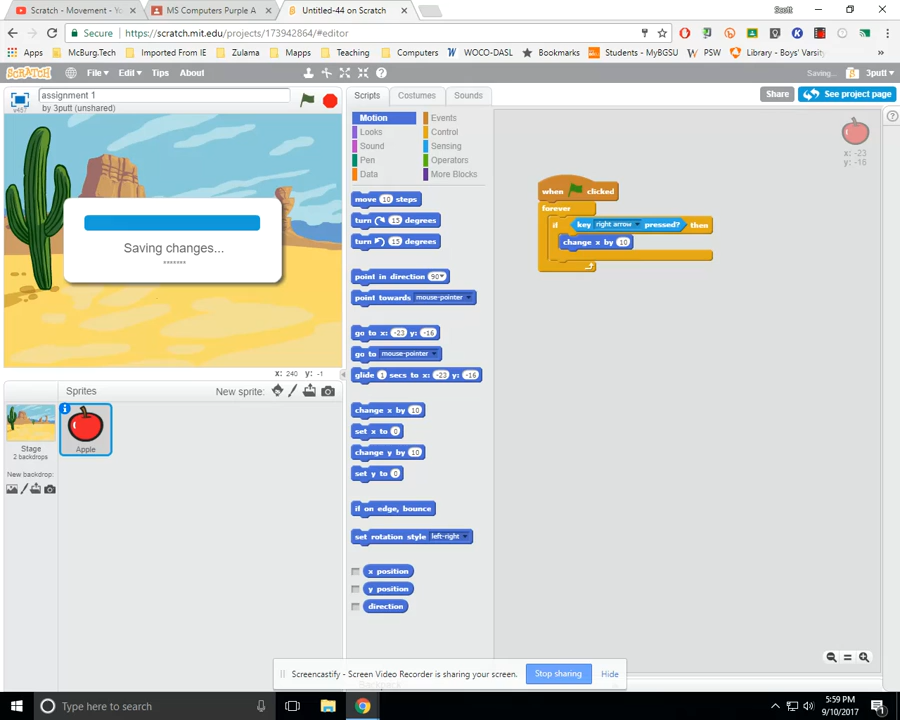 Scratch - Movement - Yo
MS Computers Purple A
Untitled-44 on Scratch
Scott
Secure
https://scratch.mit.edu/projects/173942864/#editor
Apps
McBurg.Tech
Imported From IE
Zulama
Mapps
Teaching
Computers
WOCO-DASL
Bookmarks
Students - MyBGSU
PSW
Library - Boys' Varsity
SCRATCH
File
Edit
Tips
About
Saving...
3putt
assignment 1
by 3putt (unshared)
v457
Scripts
Costumes
Sounds
Share
See project page
Motion
Looks
Sound
Pen
Data
Events
Control
Sensing
Operators
More Blocks
x: -23
y: -16
when clicked
forever
if key right arrow pressed? then
change x by 10
Saving changes...
*******
move 10 steps
turn 15 degrees
turn 15 degrees
point in direction 90
point towards mouse-pointer
go to x: -23 y: -16
go to mouse-pointer
glide 1 secs to x: -23 y: -16
change x by 10
set x to 0
change y by 10
set y to 0
if on edge, bounce
set rotation style left-right
x position
y position
direction
x: 240 y: -1
Sprites
New sprite:
Stage
2 backdrops
New backdrop:
Apple
Screencastify - Screen Video Recorder is sharing your screen.
Stop sharing
Hide
Type here to search
5:59 PM
9/10/2017